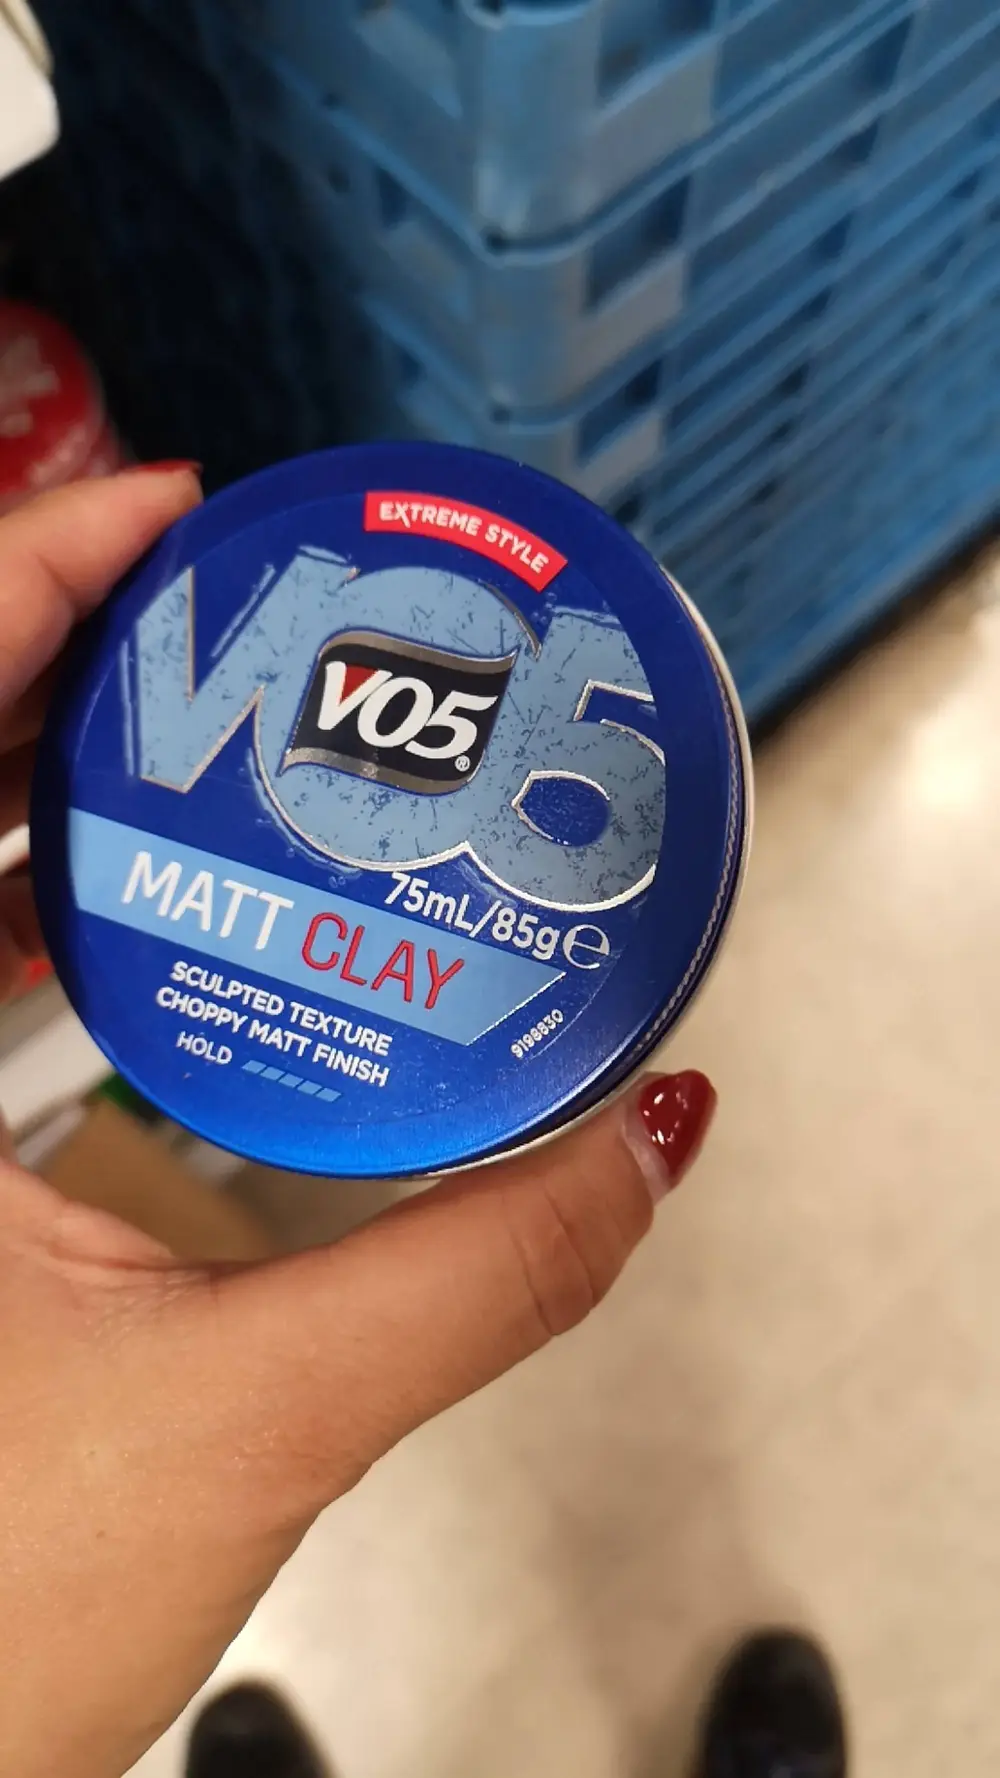 EXTREME STYLE
VO5
VO5®
MATT CLAY
75mL/85g℮
SCULPTED TEXTURE
CHOPPY MATT FINISH
HOLD
9198830